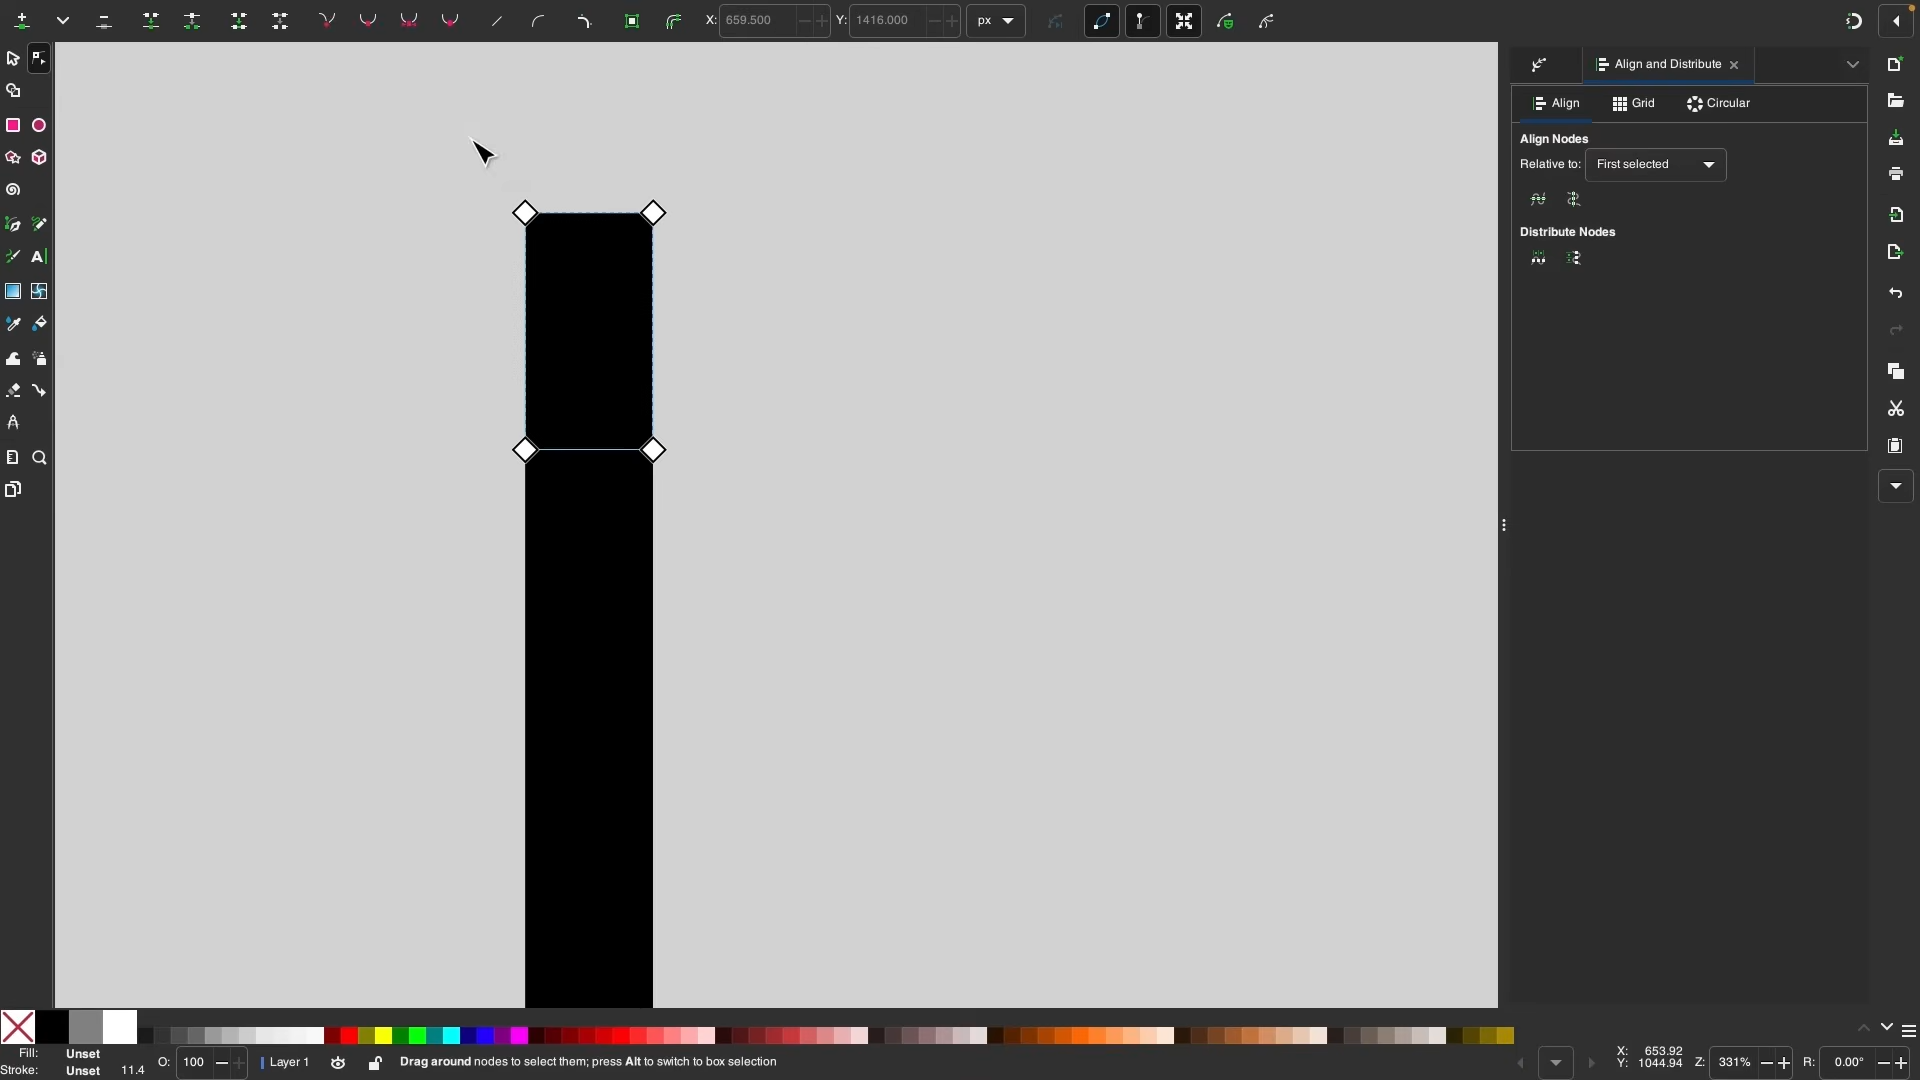 X: 659.500 Y: 1416.000 px
Align and Distribute
Align Grid Circular
Align Nodes
Relative to: First selected
Distribute Nodes
A
Fill: Unset
Stroke: Unset 11.4
O: 100
Layer 1
Drag around nodes to select them; press Alt to switch to box selection
X: 653.92
Y: 1044.94
Z: 331%
R: 0.00°